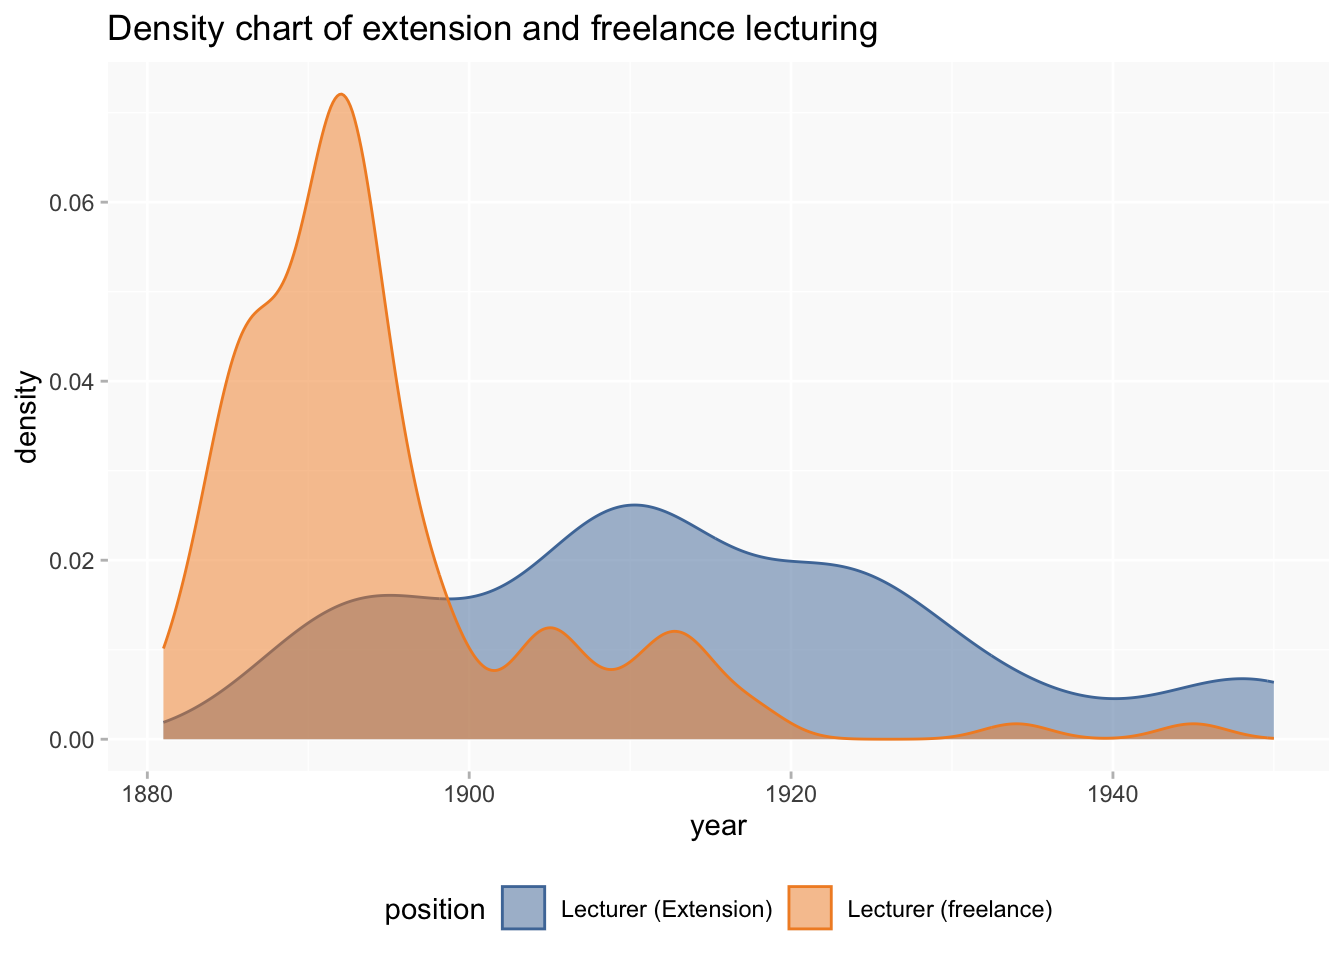 Density chart of extension and freelance lecturing
0.06
0.04
0.02
0.00
density
1880 1900 1920 1940
year
position Lecturer (Extension) Lecturer (freelance)